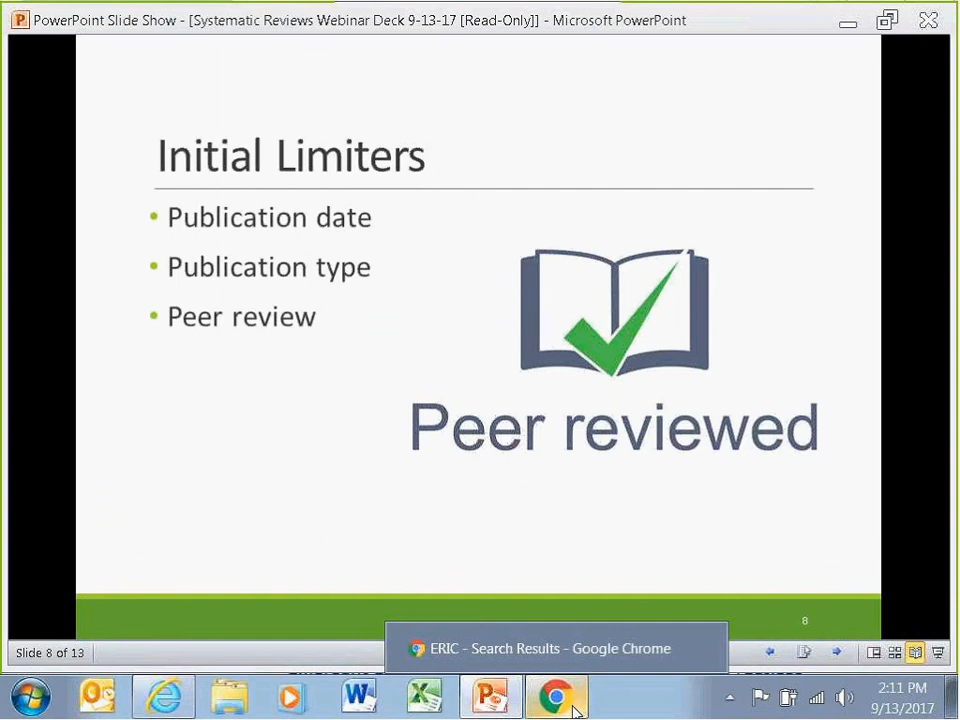 PowerPoint Slide Show - [Systematic Reviews Webinar Deck 9-13-17 [Read-Only]] - Microsoft PowerPoint
Initial Limiters
• Publication date
• Publication type
• Peer review
Peer reviewed
8
ERIC - Search Results - Google Chrome
Slide 8 of 13
2:11 PM
9/13/2017